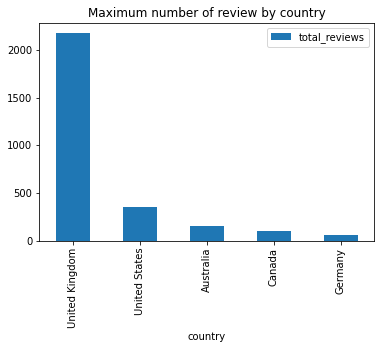 Maximum number of review by country
total_reviews
2000
1500
1000
500
0
United Kingdom
United States
Australia
Canada
Germany
country